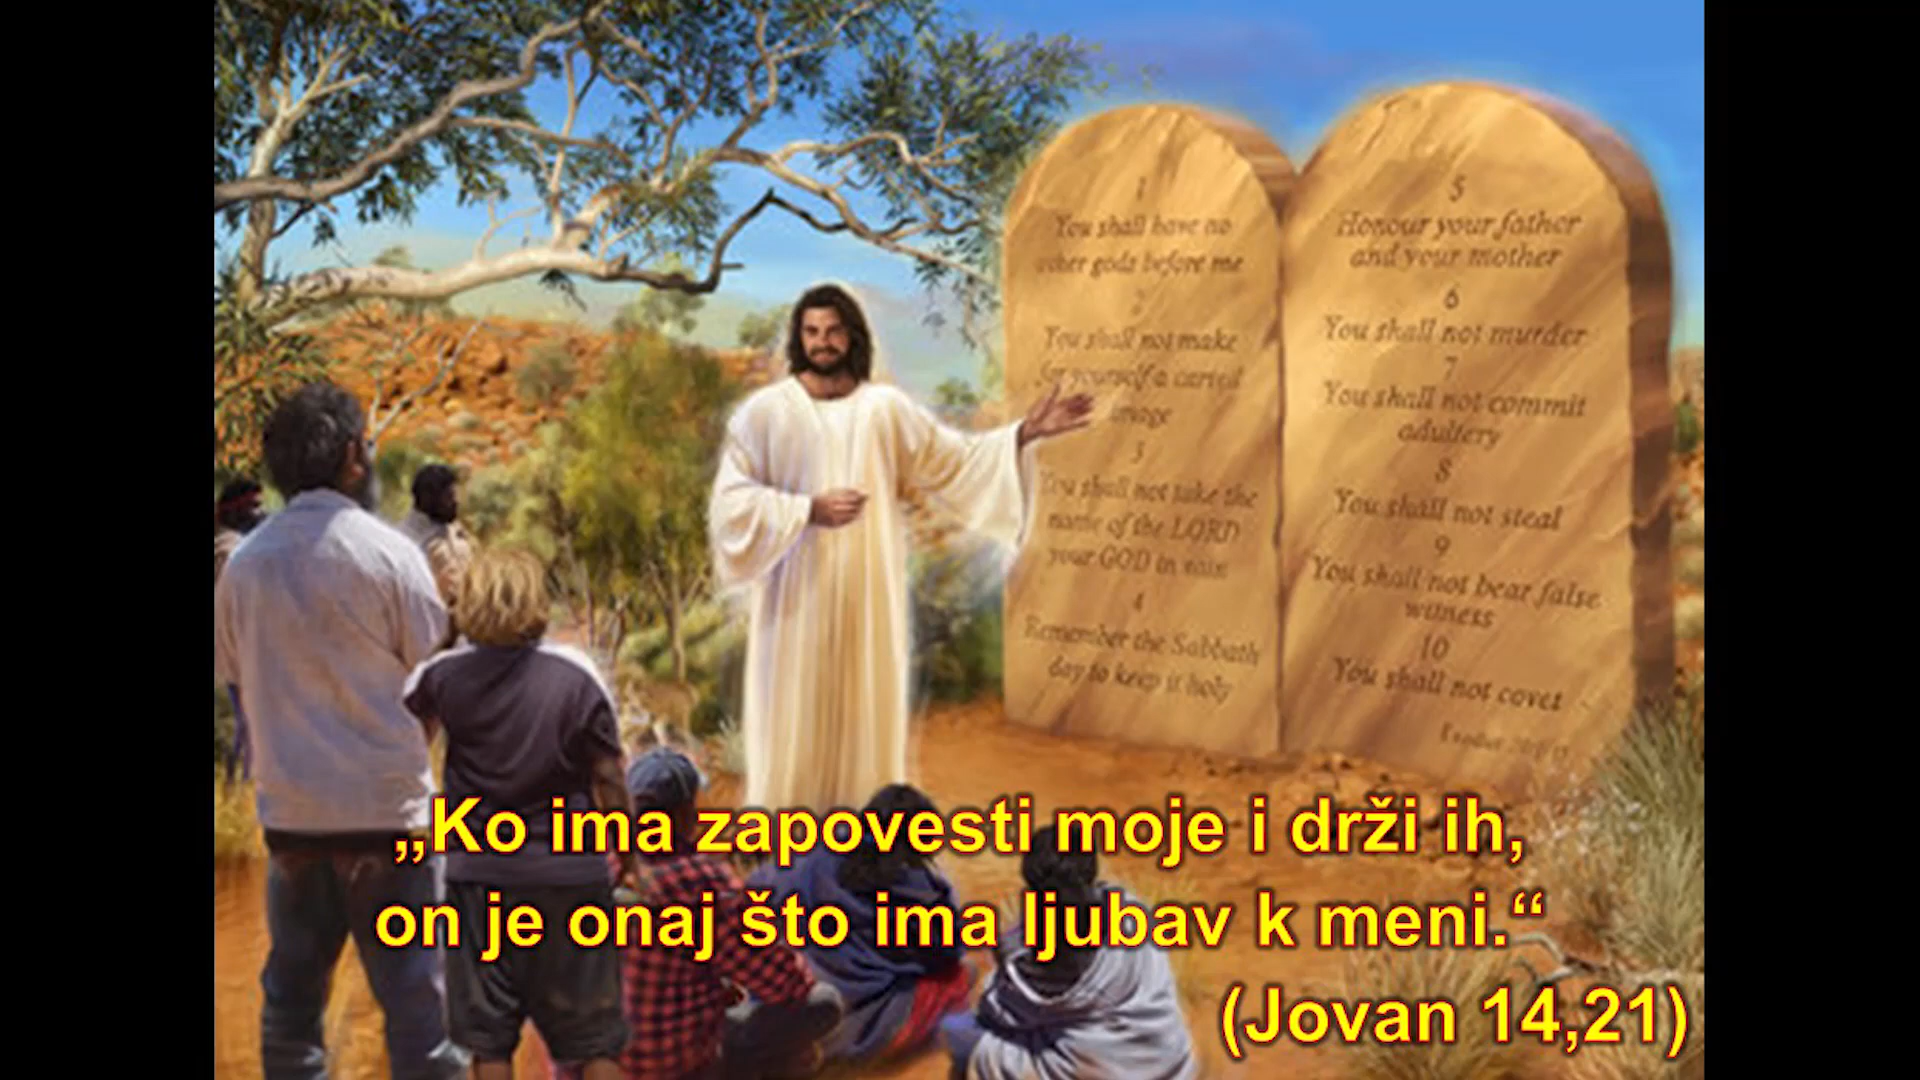 1
You shall have no
other gods before me
2
You shall not make
for yourself a carved
image
3
You shall not take the
name of the LORD
your GOD in vain
4
Remember the Sabbath
day to keep it holy
5
Honour your father
and your mother
6
You shall not murder
7
You shall not commit
adultery
8
You shall not steal
9
You shall not bear false
witness
10
You shall not covet
Exodus
„Ko ima zapovesti moje i drži ih,
on je onaj što ima ljubav k meni.“
(Jovan 14,21)